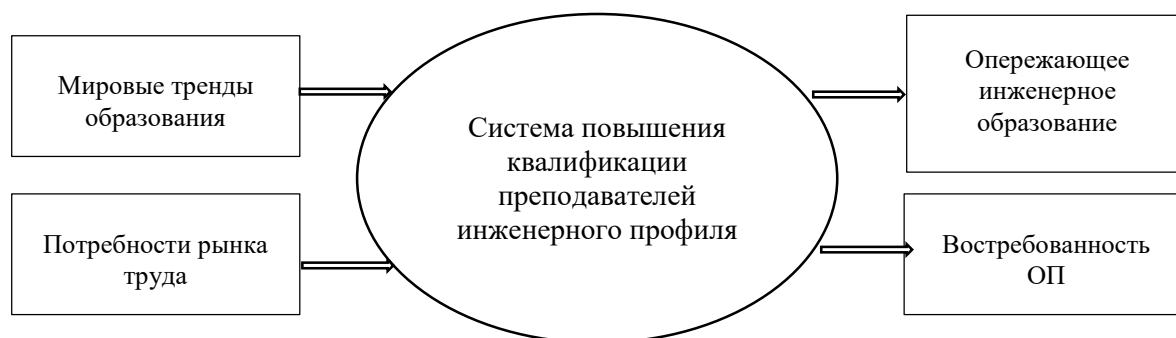 Мировые тренды
образования
Потребности рынка
труда
Система повышения
квалификации
преподавателей
инженерного профиля
Опережающее
инженерное
образование
Востребованность
ОП